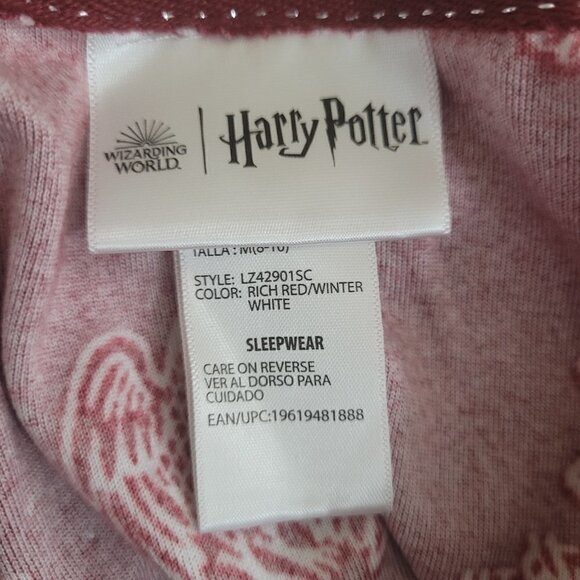 WIZARDING
WORLD
Harry Potter
TALLA : M(8-10)
STYLE: LZ42901SC
COLOR: RICH RED/WINTER
WHITE
SLEEPWEAR
CARE ON REVERSE
VER AL DORSO PARA
CUIDADO
EAN/UPC:19619481888